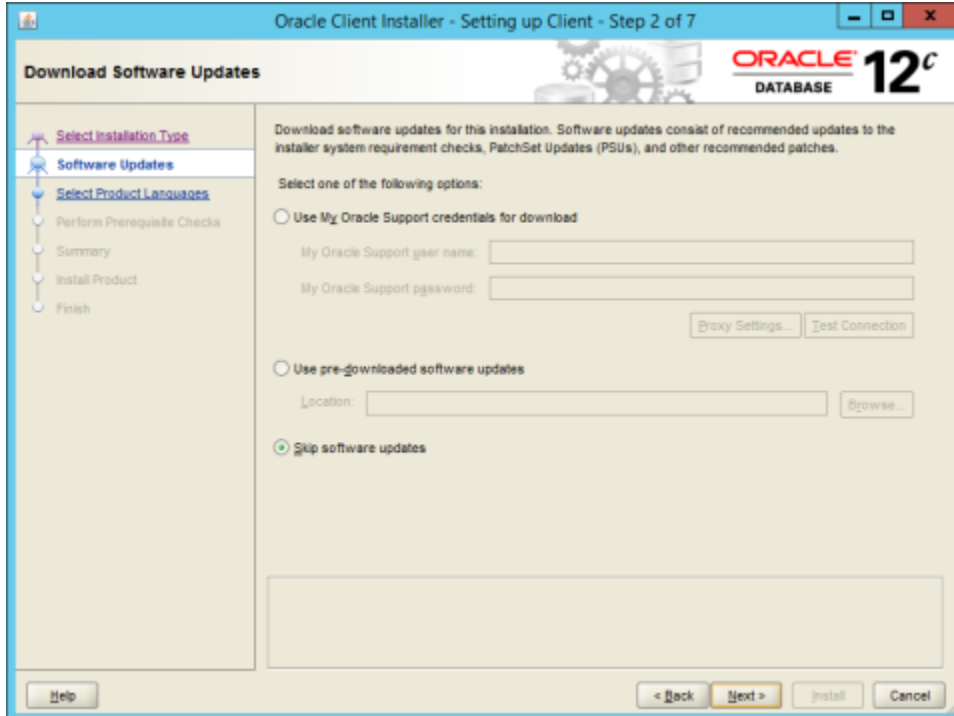 Oracle Client Installer - Setting up Client - Step 2 of 7
Download Software Updates
ORACLE
DATABASE
12c
Select Installation Type
Software Updates
Select Product Languages
Perform Prerequisite Checks
Summary
Install Product
Finish
Download software updates for this installation. Software updates consist of recommended updates to the
installer system requirement checks, PatchSet Updates (PSUs), and other recommended patches.
Select one of the following options:
Use My Oracle Support credentials for download
My Oracle Support user name:
My Oracle Support password:
Proxy Settings... Test Connection
Use pre-downloaded software updates
Location: Browse...
Skip software updates
Help < Back Next > Install Cancel